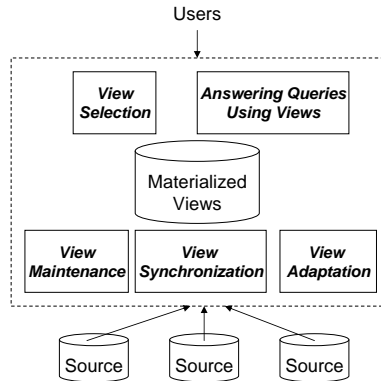 Users
View
Selection
Answering Queries
Using Views
Materialized
Views
View
Maintenance
View
Synchronization
View
Adaptation
Source
Source
Source